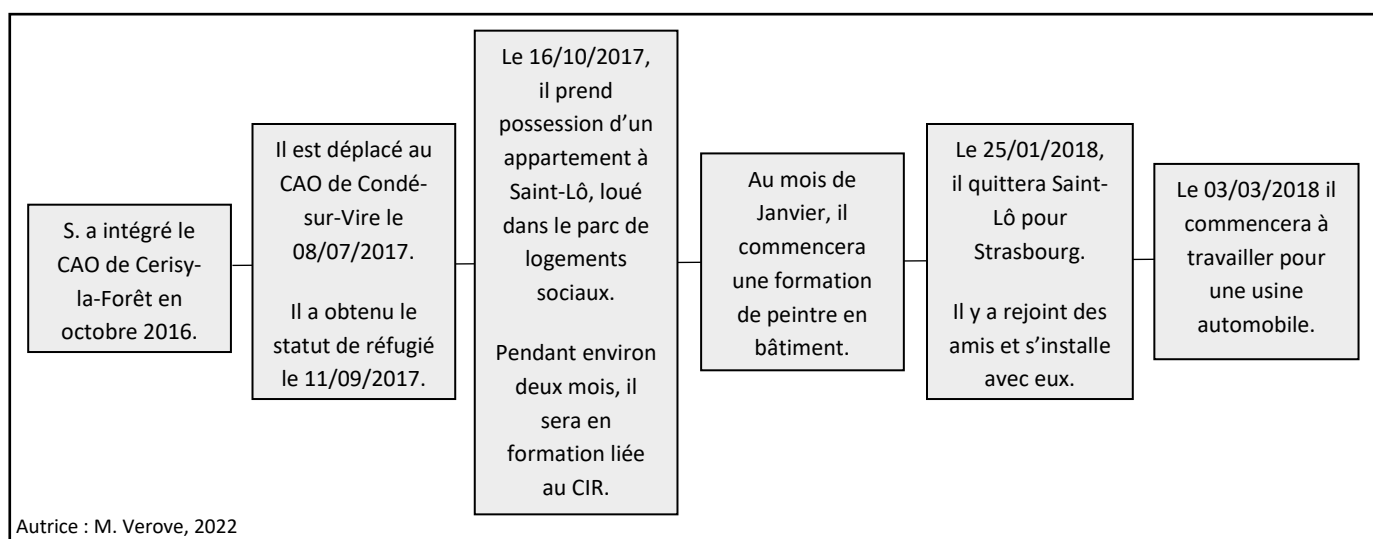 S. a intégré le
CAO de Cerisy-
la-Forêt en
octobre 2016.
Il est déplacé au
CAO de Condé-
sur-Vire le
08/07/2017.
Il a obtenu le
statut de réfugié
le 11/09/2017.
Le 16/10/2017,
il prend
possession d’un
appartement à
Saint-Lô, loué
dans le parc de
logements
sociaux.
Pendant environ
deux mois, il
sera en
formation liée
au CIR.
Au mois de
Janvier, il
commencera
une formation
de peintre en
bâtiment.
Le 25/01/2018,
il quittera Saint-
Lô pour
Strasbourg.
Il y a rejoint des
amis et s’installe
avec eux.
Le 03/03/2018 il
commencera à
travailler pour
une usine
automobile.
Autrice : M. Verove, 2022